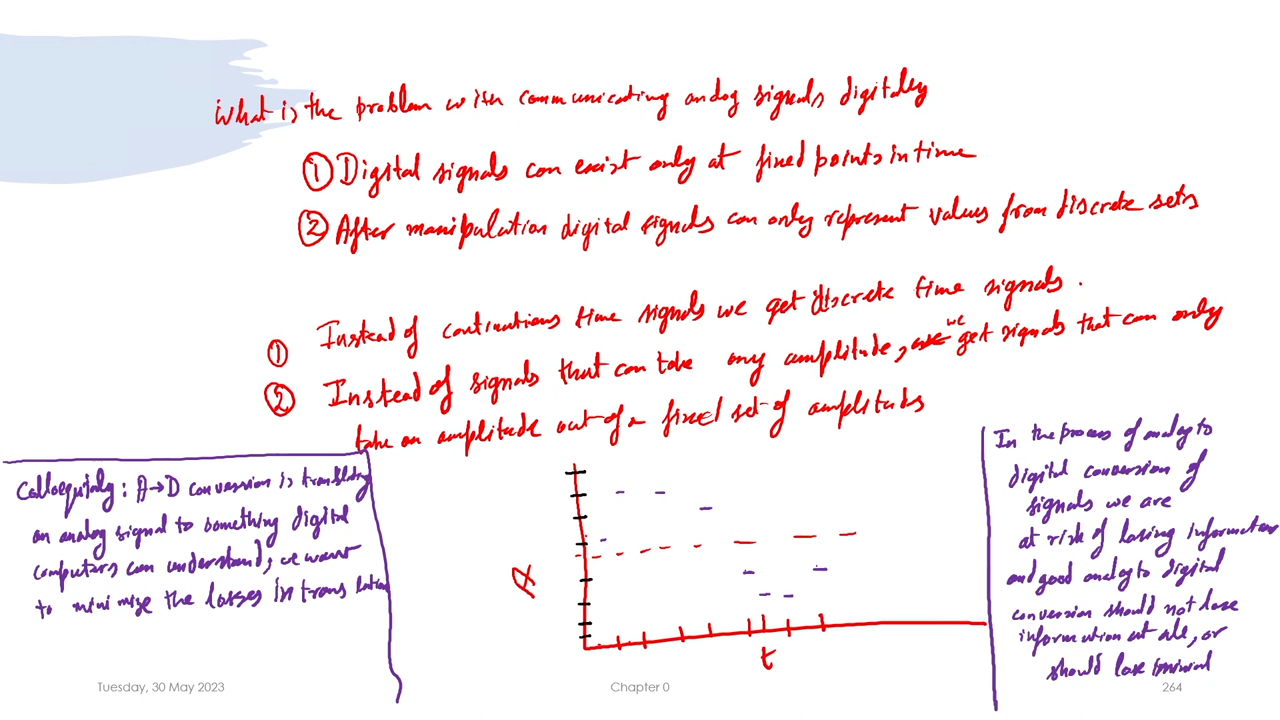 What is the problem with communicating analog signals digitally
① Digital signals can exist only at fixed points in time
② After manipulation digital signals can only represent values from discrete sets
① Instead of continuous time signals we get discrete time signals.
② Instead of signals that can take any amplitude, we get signals that can only
take an amplitude out of a fixed set of amplitudes
Colloquialy: A→D conversion is translating
an analog signal to something digital
computers can understand, we want
to minimize the losses in translation
α
t
In the process of analog to
digital conversion of
signals we are
at risk of losing information
and good analog to digital
conversion should not lose
information at all, or
should lose minimal
Tuesday, 30 May 2023
Chapter 0
264